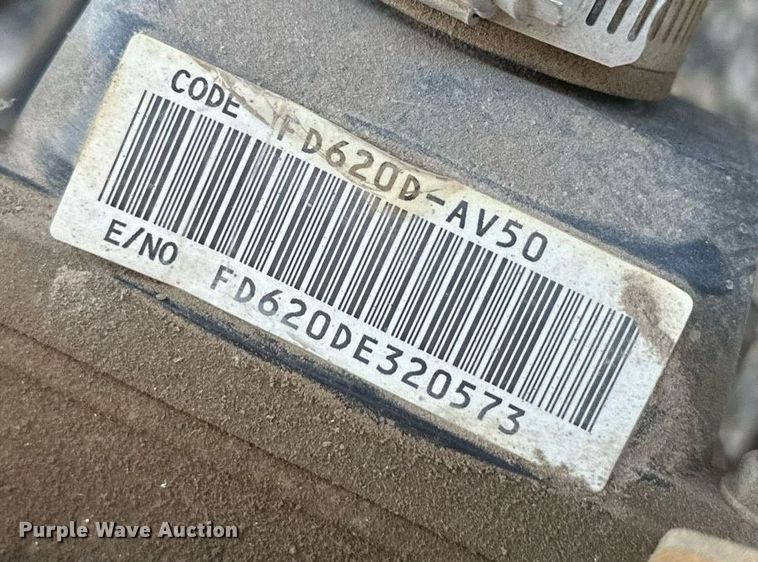 CODE FD620D-AV50
E/NO FD620DE320573
Purple Wave Auction